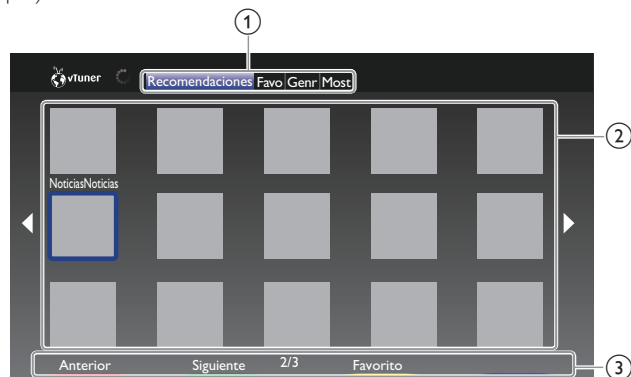 1
vTuner Recomendaciones Favo Genr Most
2
NoticiasNoticias
Anterior Siguiente 2/3 Favorito
3